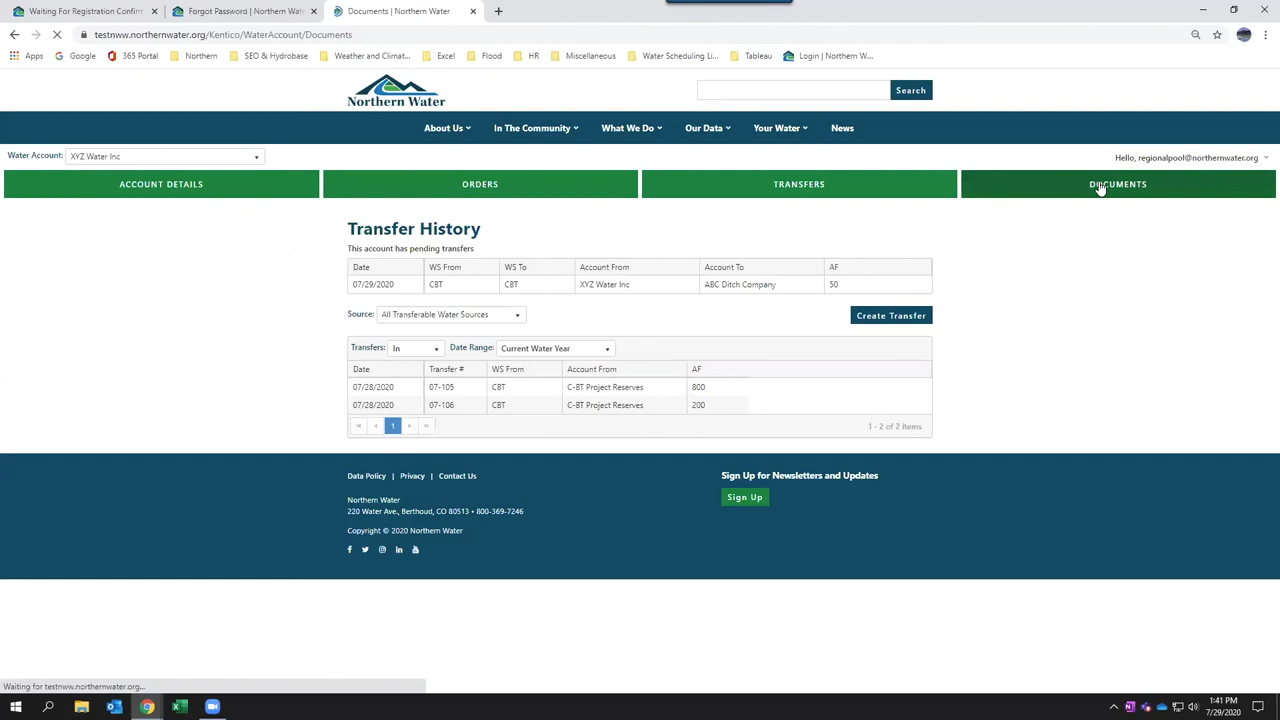 Waiting For Registration Confirm
Forgot Password | Northern Wat
Documents | Northern Water
testnww.northernwater.org/Kentico/WaterAccount/Documents
Apps
Google
365 Portal
Northern
SEO & Hydrobase
Weather and Climat...
Excel
Flood
HR
Miscellaneous
Water Scheduling Li...
Tableau
Login | Northern W...
Northern Water
Search
About Us
In The Community
What We Do
Our Data
Your Water
News
Water Account: XYZ Water Inc
Hello, regionalpool@northernwater.org
ACCOUNT DETAILS
ORDERS
TRANSFERS
DOCUMENTS
Transfer History
This account has pending transfers
Date WS From WS To Account From Account To AF
07/29/2020 CBT CBT XYZ Water Inc ABC Ditch Company 50
Source: All Transferable Water Sources
Create Transfer
Transfers: In Date Range: Current Water Year
Date Transfer # WS From Account From AF
07/28/2020 07-105 CBT C-BT Project Reserves 800
07/28/2020 07-106 CBT C-BT Project Reserves 200
1
1 - 2 of 2 items
Data Policy | Privacy | Contact Us
Northern Water
220 Water Ave., Berthoud, CO 80513 • 800-369-7246
Copyright © 2020 Northern Water
Sign Up for Newsletters and Updates
Sign Up
Waiting for testnww.northernwater.org...
1:41 PM
7/29/2020